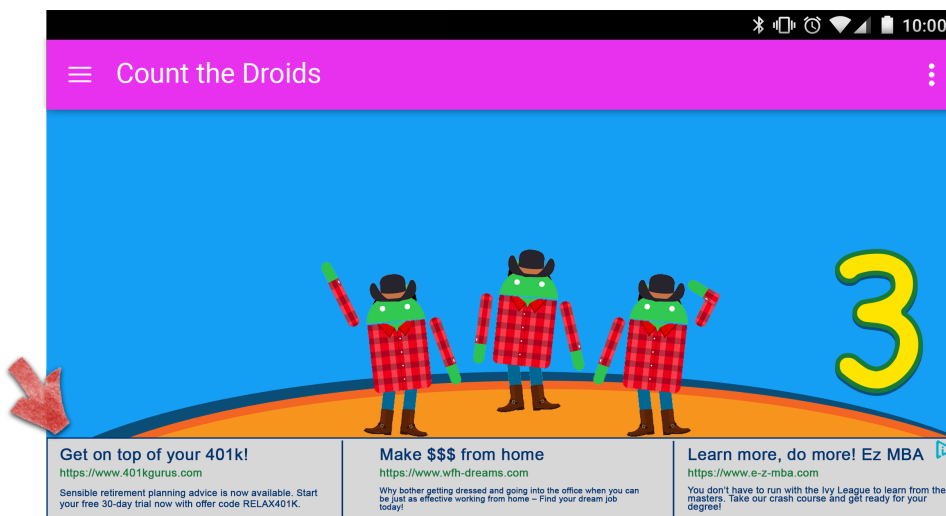 10:00
Count the Droids
3
Get on top of your 401k!
https://www.401kgurus.com
Sensible retirement planning advice is now available. Start
your free 30-day trial now with offer code RELAX401K.
Make $$$ from home
https://www.wfh-dreams.com
Why bother getting dressed and going into the office when you can
be just as effective working from home – Find your dream job
today!
Learn more, do more! Ez MBA
https://www.e-z-mba.com
You don't have to run with the Ivy League to learn from the
masters. Take our crash course and get ready for your
degree!